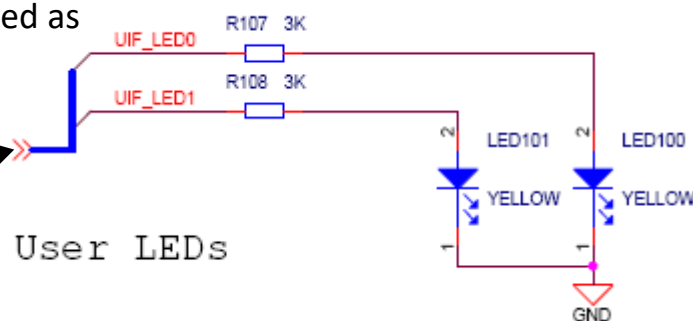 ed as
R107 3K
UIF_LED0
R108 3K
UIF_LED1
2
2
LED101
LED100
YELLOW
YELLOW
1
1
User LEDs
GND